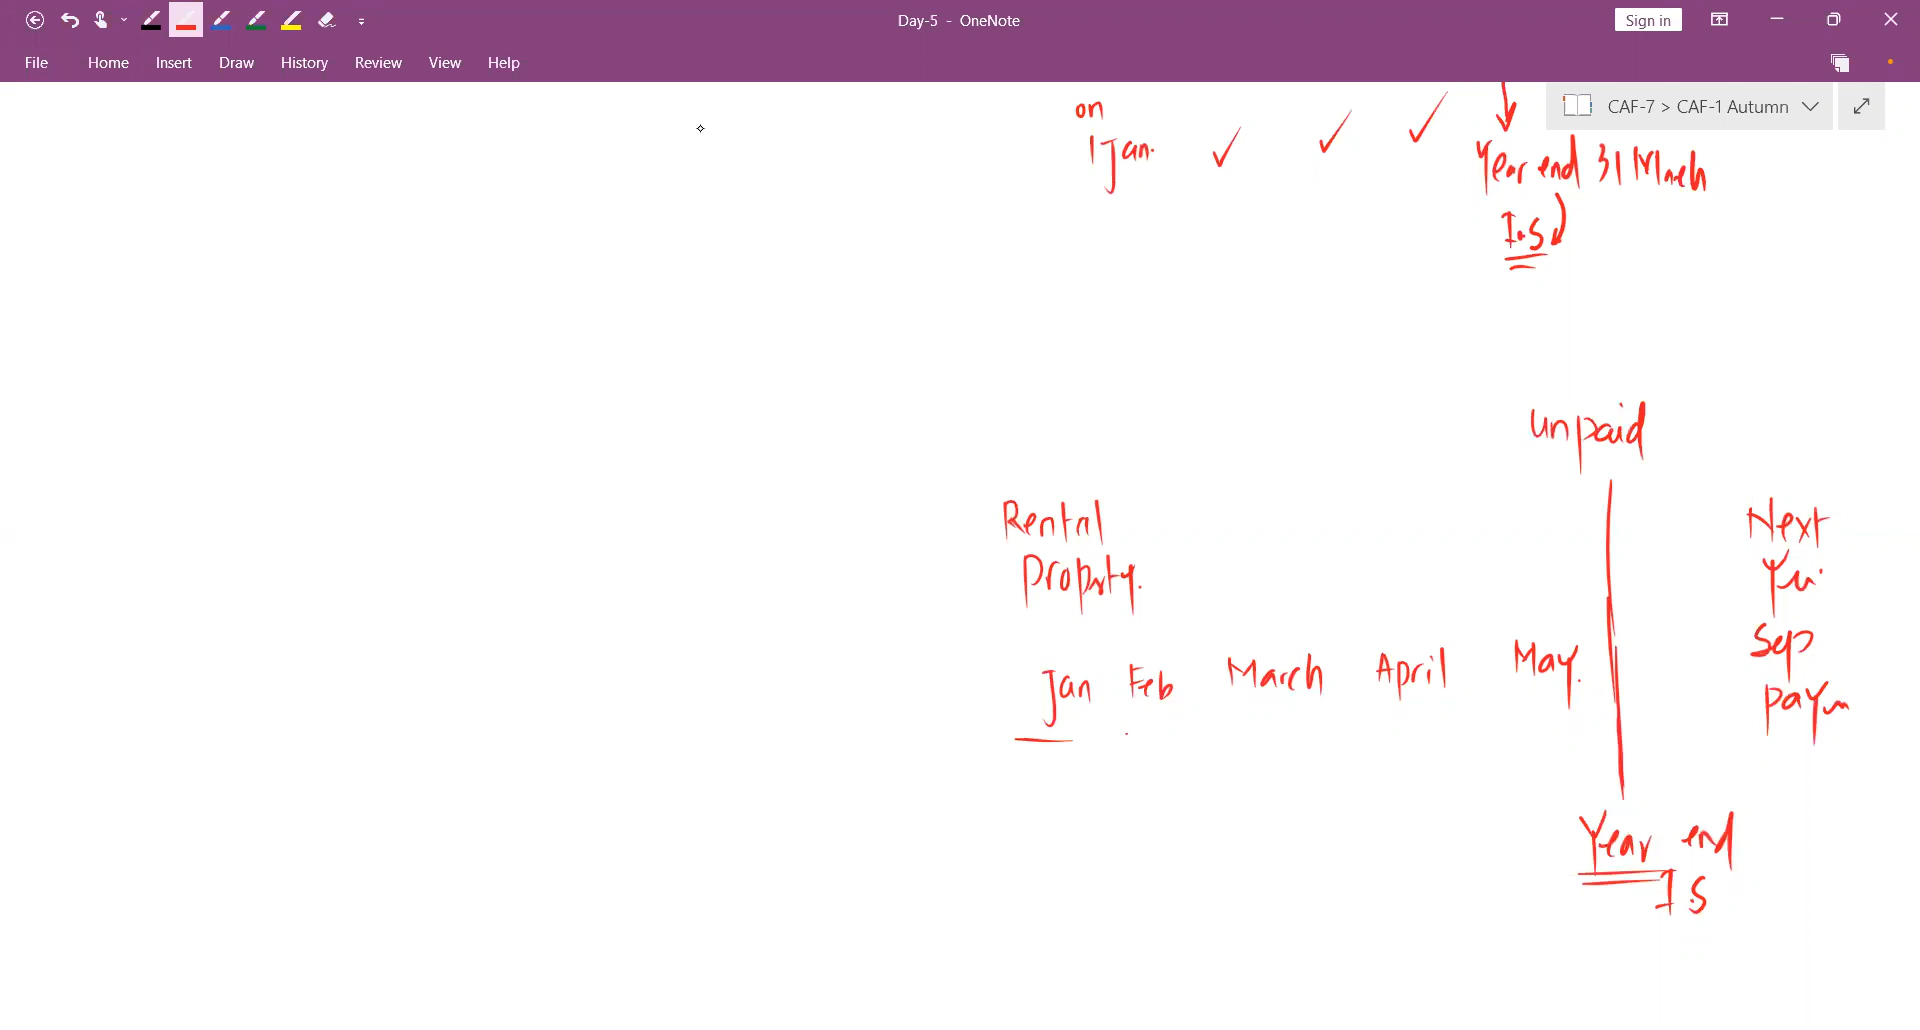 Day-5 - OneNote
Sign in
File Home Insert Draw History Review View Help
CAF-7 > CAF-1 Autumn
on
1 Jan.
Year end 31 March
I.S
unpaid
Rental
Property.
Next
Sep
Jan Feb March April May.
Year end
I.S